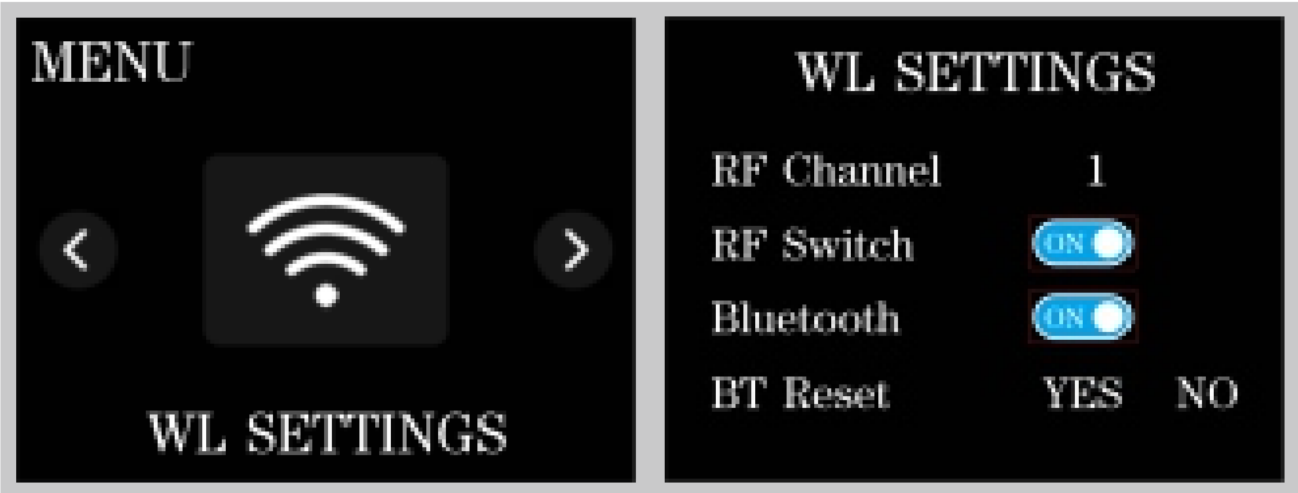 MENU
WL SETTINGS
WL SETTINGS
RF Channel 1
RF Switch ON
Bluetooth ON
BT Reset YES NO